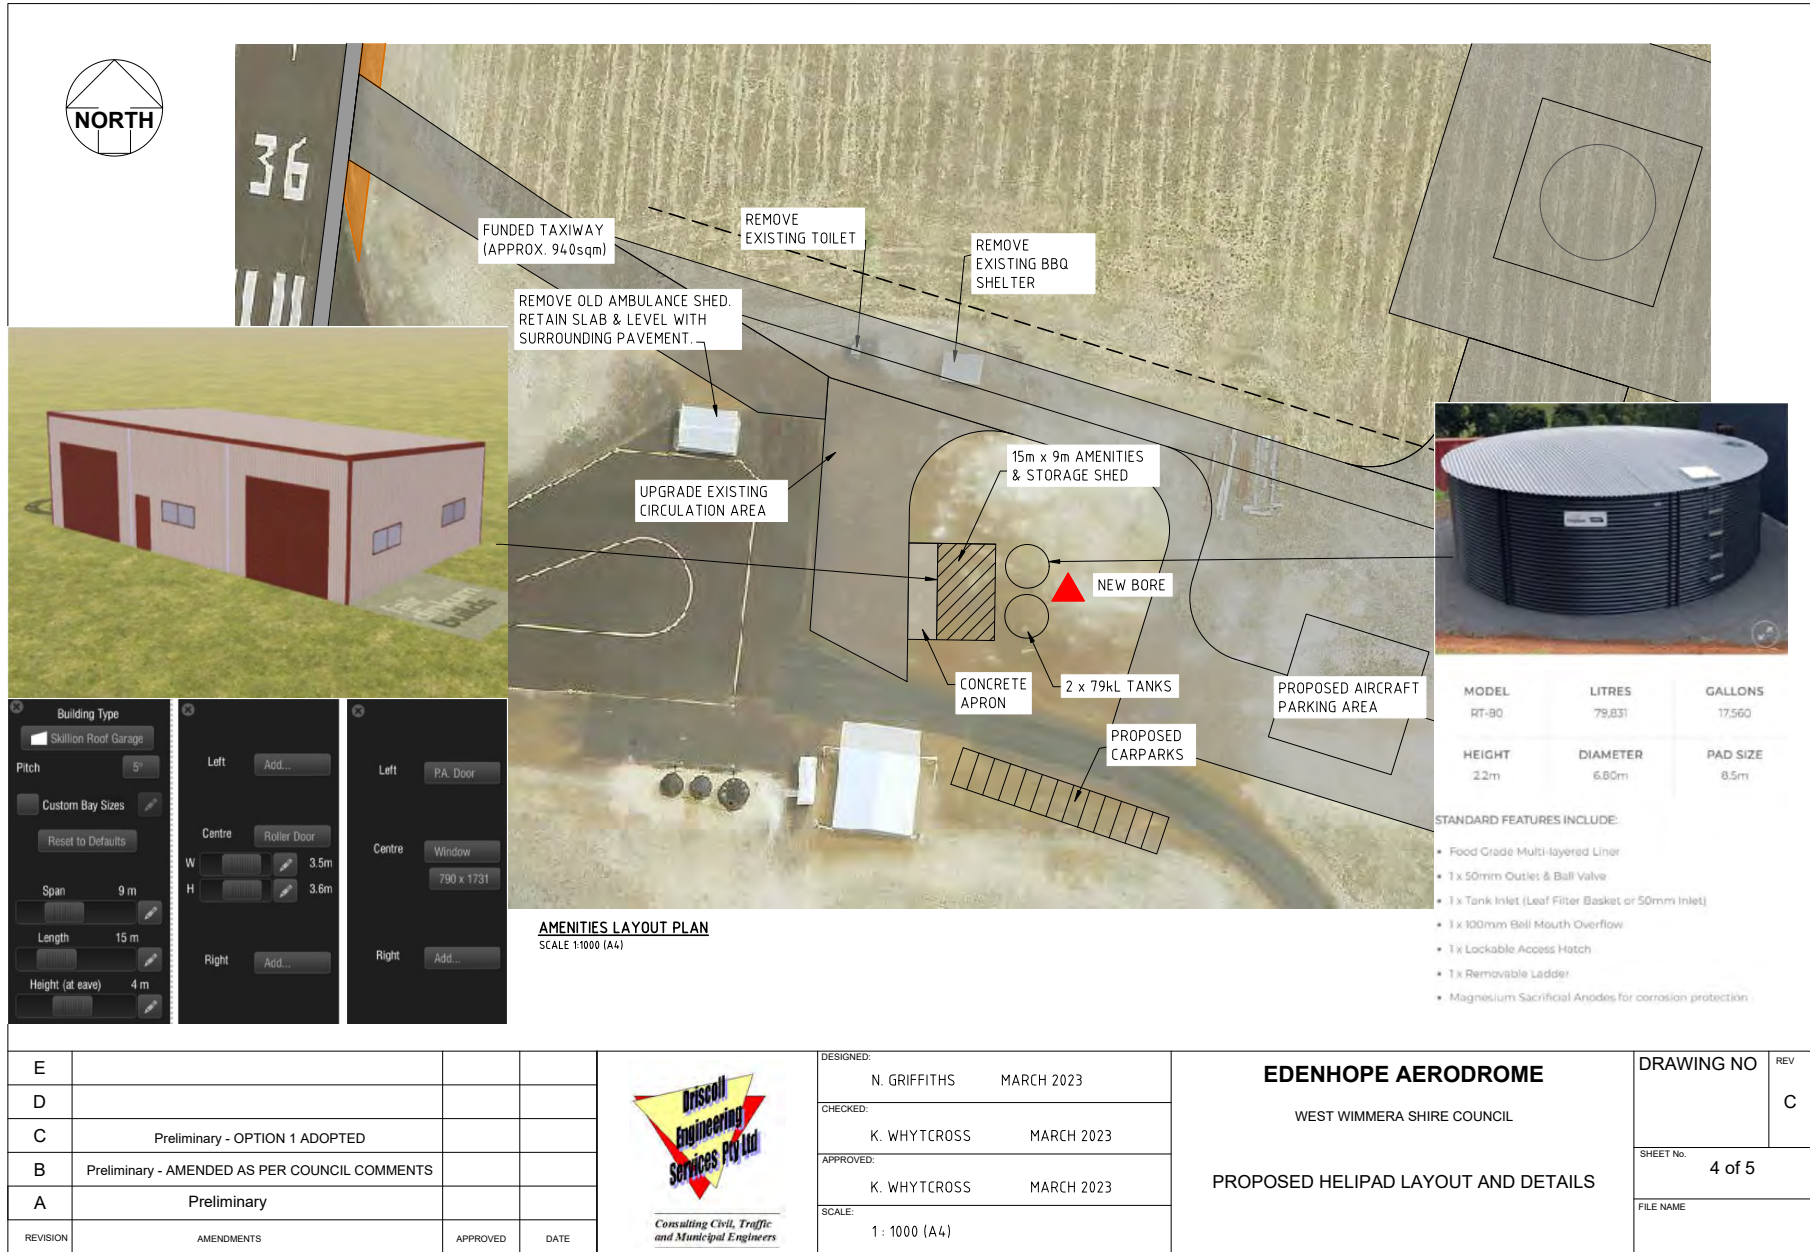 NORTH
36
FUNDED TAXIWAY
(APPROX. 940sqm)
REMOVE
EXISTING TOILET
REMOVE
EXISTING BBQ
SHELTER
REMOVE OLD AMBULANCE SHED.
RETAIN SLAB & LEVEL WITH
SURROUNDING PAVEMENT.
15m x 9m AMENITIES
& STORAGE SHED
UPGRADE EXISTING
CIRCULATION AREA
NEW BORE
CONCRETE
APRON
2 x 79kL TANKS
PROPOSED AIRCRAFT
PARKING AREA
PROPOSED
CARPARKS
Building Type
Skillion Roof Garage
Pitch 5°
Custom Bay Sizes
Reset to Defaults
Span 9 m
Length 15 m
Height (at eave) 4 m
Left Add...
Centre Roller Door
W 3.5m
H 3.6m
Right Add...
Left P.A. Door
Centre Window
790 x 1731
Right Add...
MODEL LITRES GALLONS
RT-80 79,831 17,560
HEIGHT DIAMETER PAD SIZE
2.2m 6.80m 8.5m
STANDARD FEATURES INCLUDE:
• Food Grade Multi-layered Liner
• 1 x 50mm Outlet & Ball Valve
• 1 x Tank Inlet (Leaf Filter Basket or 50mm Inlet)
• 1 x 100mm Bell Mouth Overflow
• 1 x Lockable Access Hatch
• 1 x Removable Ladder
• Magnesium Sacrificial Anodes for corrosion protection
AMENITIES LAYOUT PLAN
SCALE 1:1000 (A4)
E
D
C Preliminary - OPTION 1 ADOPTED
B Preliminary - AMENDED AS PER COUNCIL COMMENTS
A Preliminary
REVISION AMENDMENTS APPROVED DATE
Driscoll
Engineering
Services Pty Ltd
Consulting Civil, Traffic
and Municipal Engineers
DESIGNED:
N. GRIFFITHS MARCH 2023
CHECKED:
K. WHYTCROSS MARCH 2023
APPROVED:
K. WHYTCROSS MARCH 2023
SCALE:
1 : 1000 (A4)
EDENHOPE AERODROME
WEST WIMMERA SHIRE COUNCIL
PROPOSED HELIPAD LAYOUT AND DETAILS
DRAWING NO
REV
C
SHEET No.
4 of 5
FILE NAME